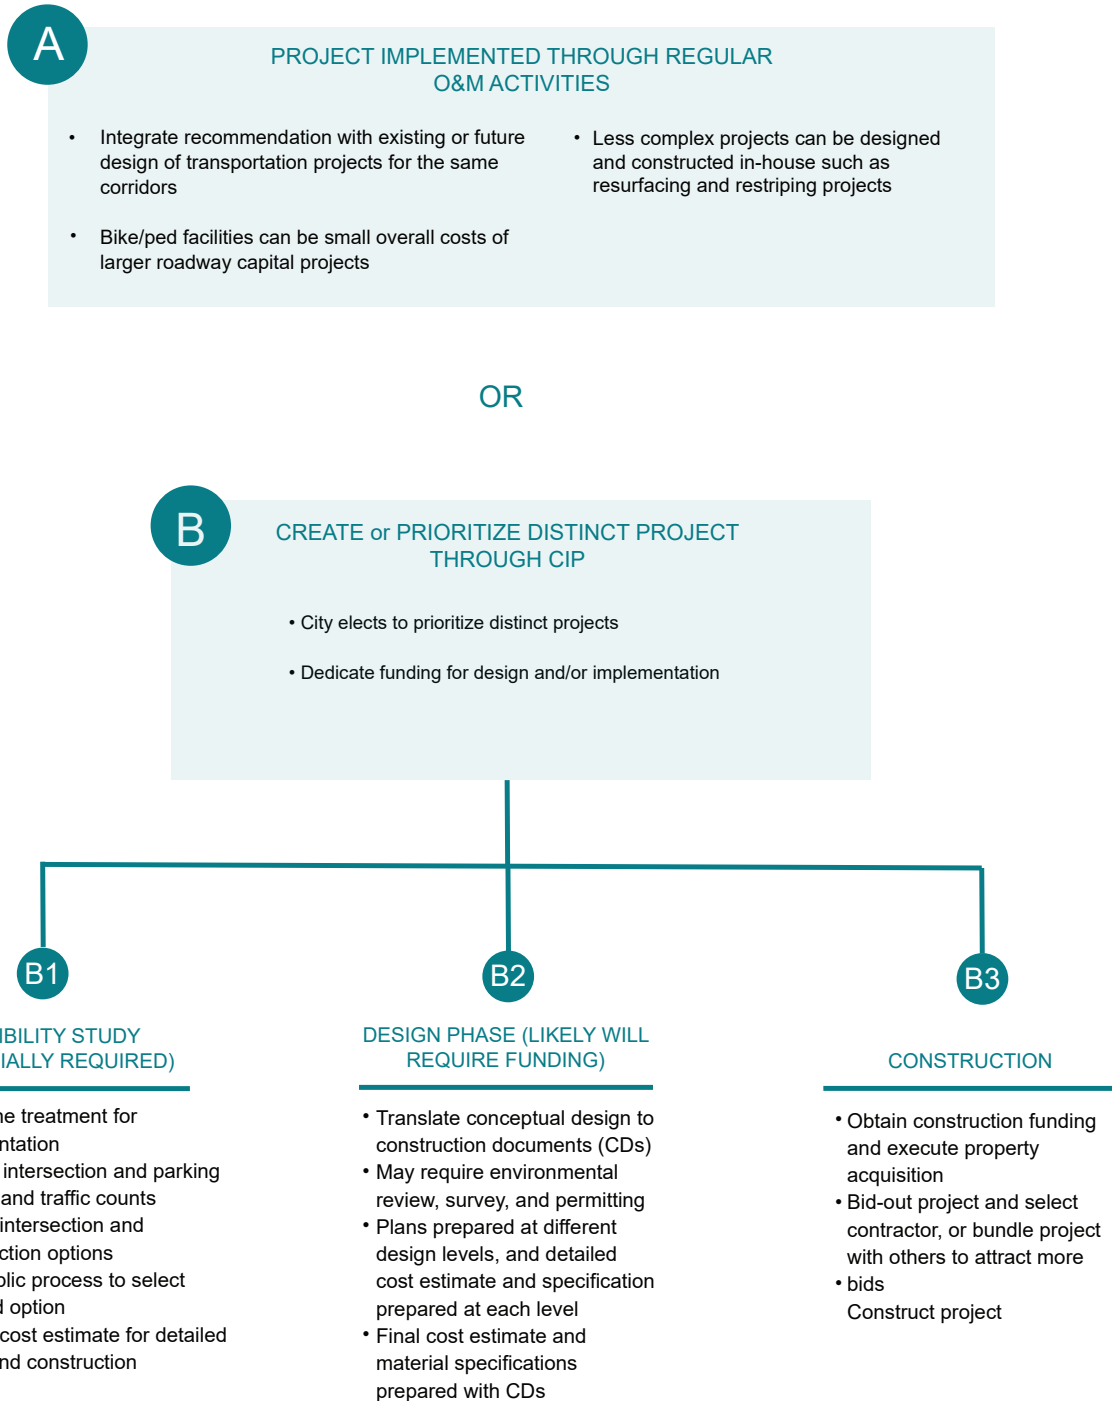 A
PROJECT IMPLEMENTED THROUGH REGULAR
O&M ACTIVITIES
• Integrate recommendation with existing or future
design of transportation projects for the same
corridors
• Bike/ped facilities can be small overall costs of
larger roadway capital projects
• Less complex projects can be designed
and constructed in-house such as
resurfacing and restriping projects
OR
B
CREATE or PRIORITIZE DISTINCT PROJECT
THROUGH CIP
• City elects to prioritize distinct projects
• Dedicate funding for design and/or implementation
B1
IBILITY STUDY
IALLY REQUIRED)
ne treatment for
ntation
intersection and parking
and traffic counts
intersection and
ction options
olic process to select
d option
cost estimate for detailed
nd construction
B2
DESIGN PHASE (LIKELY WILL
REQUIRE FUNDING)
• Translate conceptual design to
construction documents (CDs)
• May require environmental
review, survey, and permitting
• Plans prepared at different
design levels, and detailed
cost estimate and specification
prepared at each level
• Final cost estimate and
material specifications
prepared with CDs
B3
CONSTRUCTION
• Obtain construction funding
and execute property
acquisition
• Bid-out project and select
contractor, or bundle project
with others to attract more
• bids
Construct project